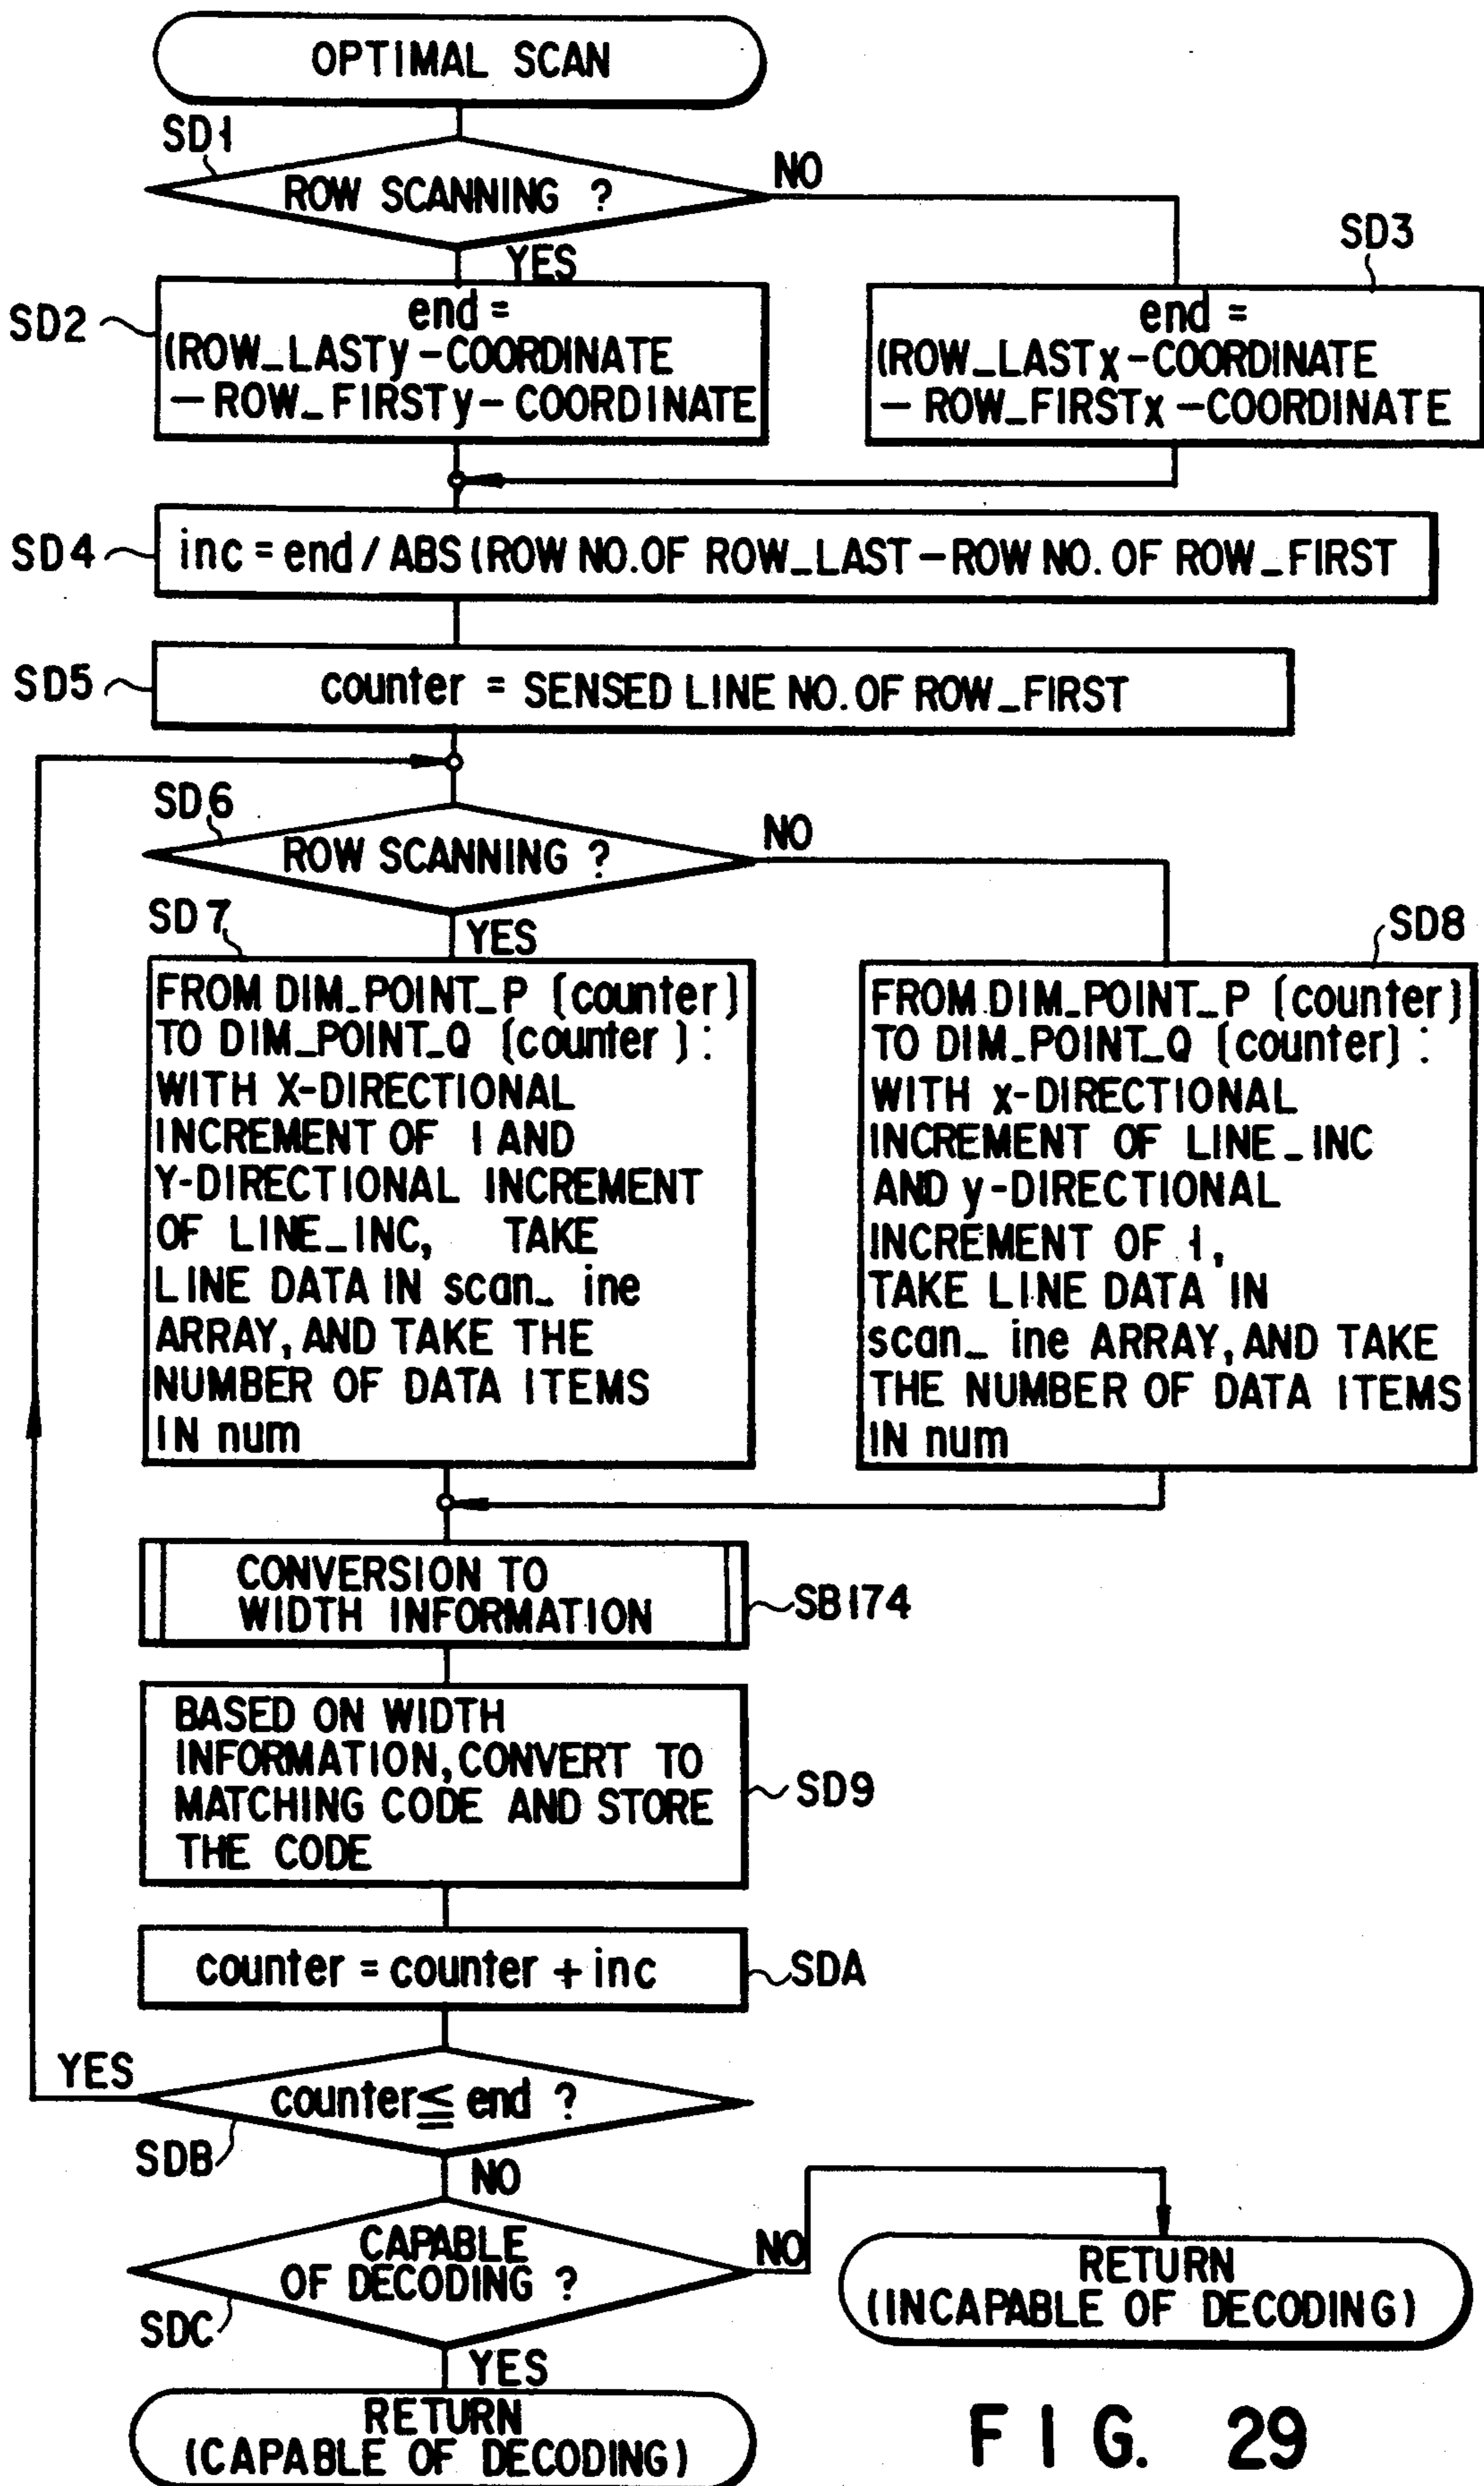 OPTIMAL SCAN
SD1
ROW SCANNING ?
NO
YES
SD2
end =
(ROW_LASTy-COORDINATE
-ROW_FIRSTy-COORDINATE
SD3
end =
(ROW_LASTx-COORDINATE
- ROW_FIRSTx-COORDINATE
SD4
inc = end / ABS (ROW NO. OF ROW_LAST-ROW NO. OF ROW_FIRST
SD5
counter = SENSED LINE NO. OF ROW_FIRST
SD6
ROW SCANNING ?
NO
YES
SD7
FROM DIM_POINT_P (counter)
TO DIM_POINT_Q (counter ) :
WITH X-DIRECTIONAL
INCREMENT OF 1 AND
Y-DIRECTIONAL INCREMENT
OF LINE_INC, TAKE
LINE DATA IN scan_ ine
ARRAY, AND TAKE THE
NUMBER OF DATA ITEMS
IN num
SD8
FROM DIM_POINT_P (counter)
TO DIM_POINT_Q (counter) :
WITH x-DIRECTIONAL
INCREMENT OF LINE_INC
AND y-DIRECTIONAL
INCREMENT OF 1,
TAKE LINE DATA IN
scan_ ine ARRAY, AND TAKE
THE NUMBER OF DATA ITEMS
IN num
CONVERSION TO
WIDTH INFORMATION
SB174
BASED ON WIDTH
INFORMATION, CONVERT TO
MATCHING CODE AND STORE
THE CODE
SD9
counter = counter + inc
SDA
YES
counter ≦ end ?
SDB
NO
CAPABLE
OF DECODING ?
NO
SDC
YES
RETURN
(INCAPABLE OF DECODING)
RETURN
(CAPABLE OF DECODING)
FIG. 29